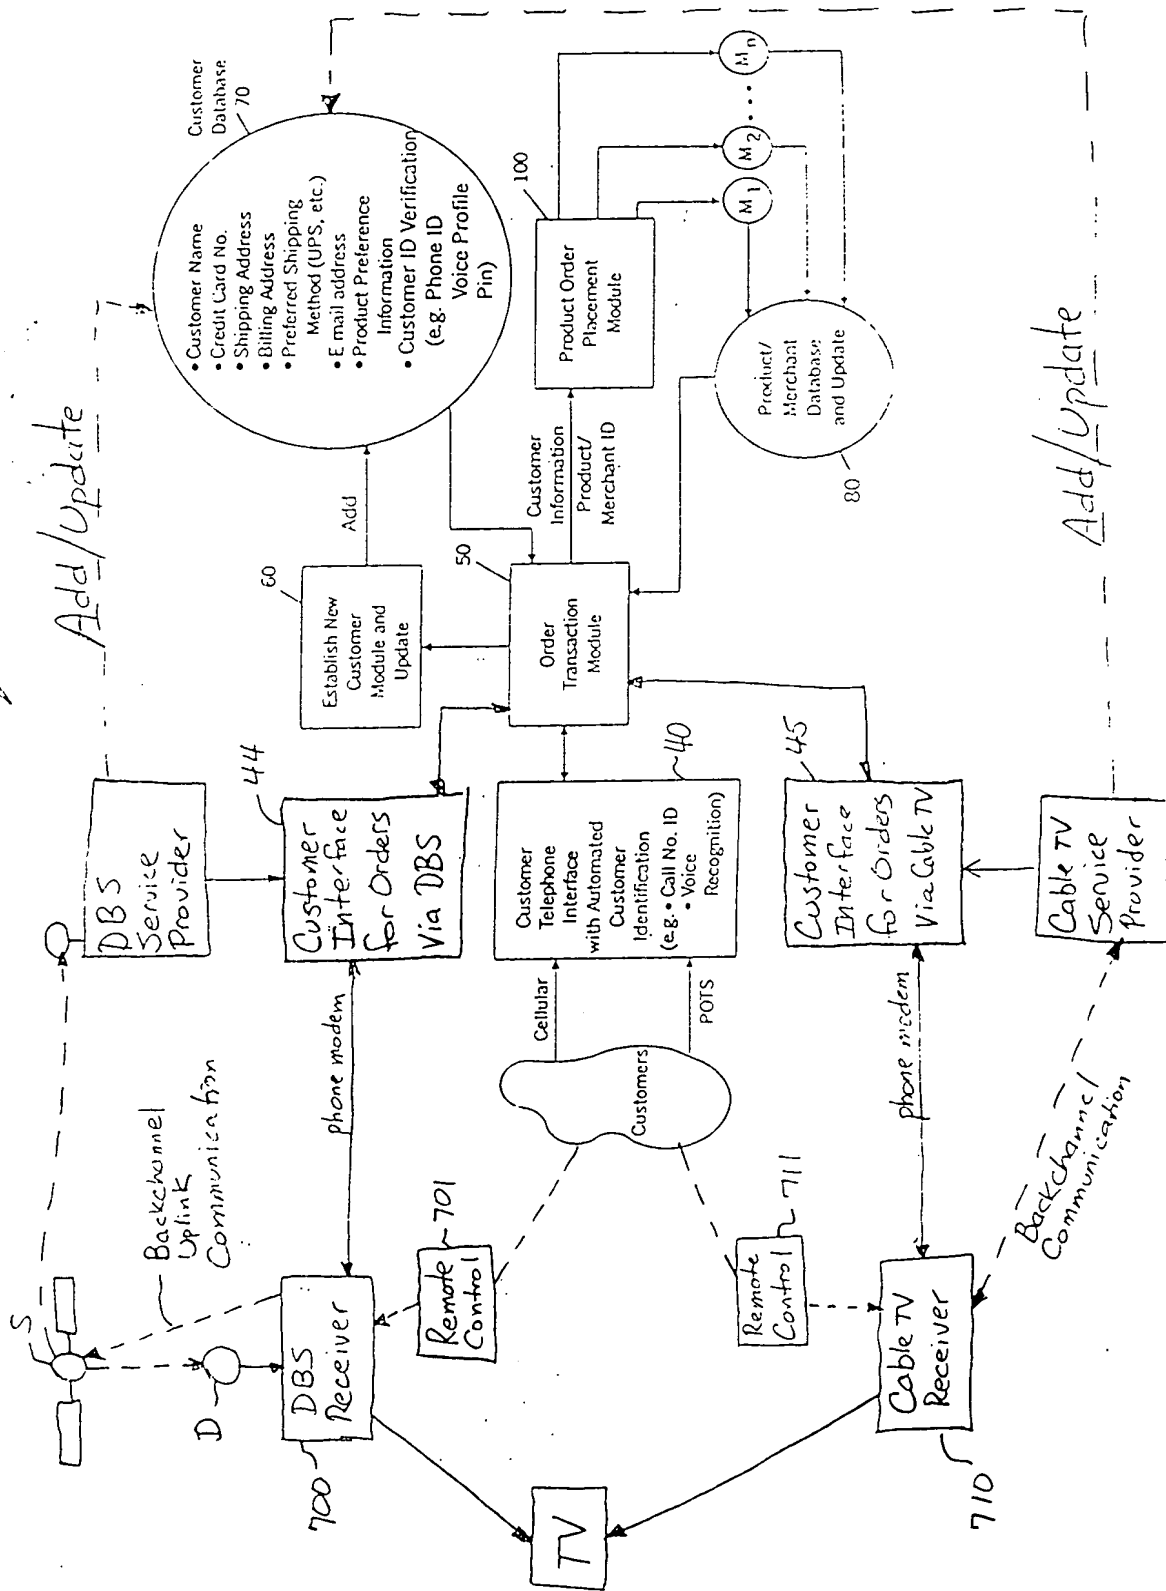 S
Backchannel
Uplink
Communication
D
DBS
Receiver
700
Remote
Control
701
phone modem
DBS
Service
Provider
Add/Update
Customer
Interface
for Orders
Via DBS
44
Establish New
Customer
Module and
Update
60
Add
Customer
Database
70
• Customer Name
• Credit Card No.
• Shipping Address
• Billing Address
• Preferred Shipping
Method (UPS, etc.)
• E mail address
• Product Preference
Information
• Customer ID Verification
(e.g. Phone ID
Voice Profile
Pin)
TV
Customers
Cellular
POTS
Customer
Telephone
Interface
with Automated
Customer
Identification
(e.g. • Call No. ID
• Voice
Recognition)
40
Order
Transaction
Module
50
Customer
Information
Product/
Merchant ID
Product Order
Placement
Module
100
M1
M2
....
Mn
Product/
Merchant
Database
and Update
80
Remote
Control
711
Cable TV
Receiver
710
phone modem
Backchannel
Communication
Customer
Interface
for Orders
Via Cable TV
45
Cable TV
Service
Provider
Add/Update